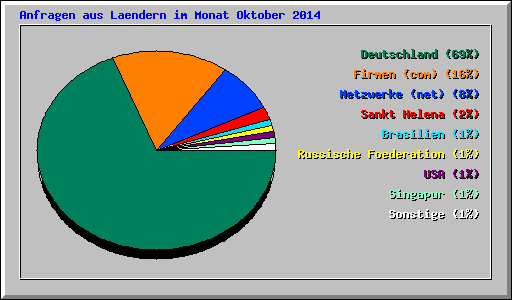 Anfragen aus Laendern im Monat Oktober 2014
Deutschland (69%)
Firmen (com) (16%)
Netzwerke (net) (8%)
Sankt Helena (2%)
Brasilien (1%)
Russische Foederation (1%)
USA (1%)
Singapur (1%)
Sonstige (1%)